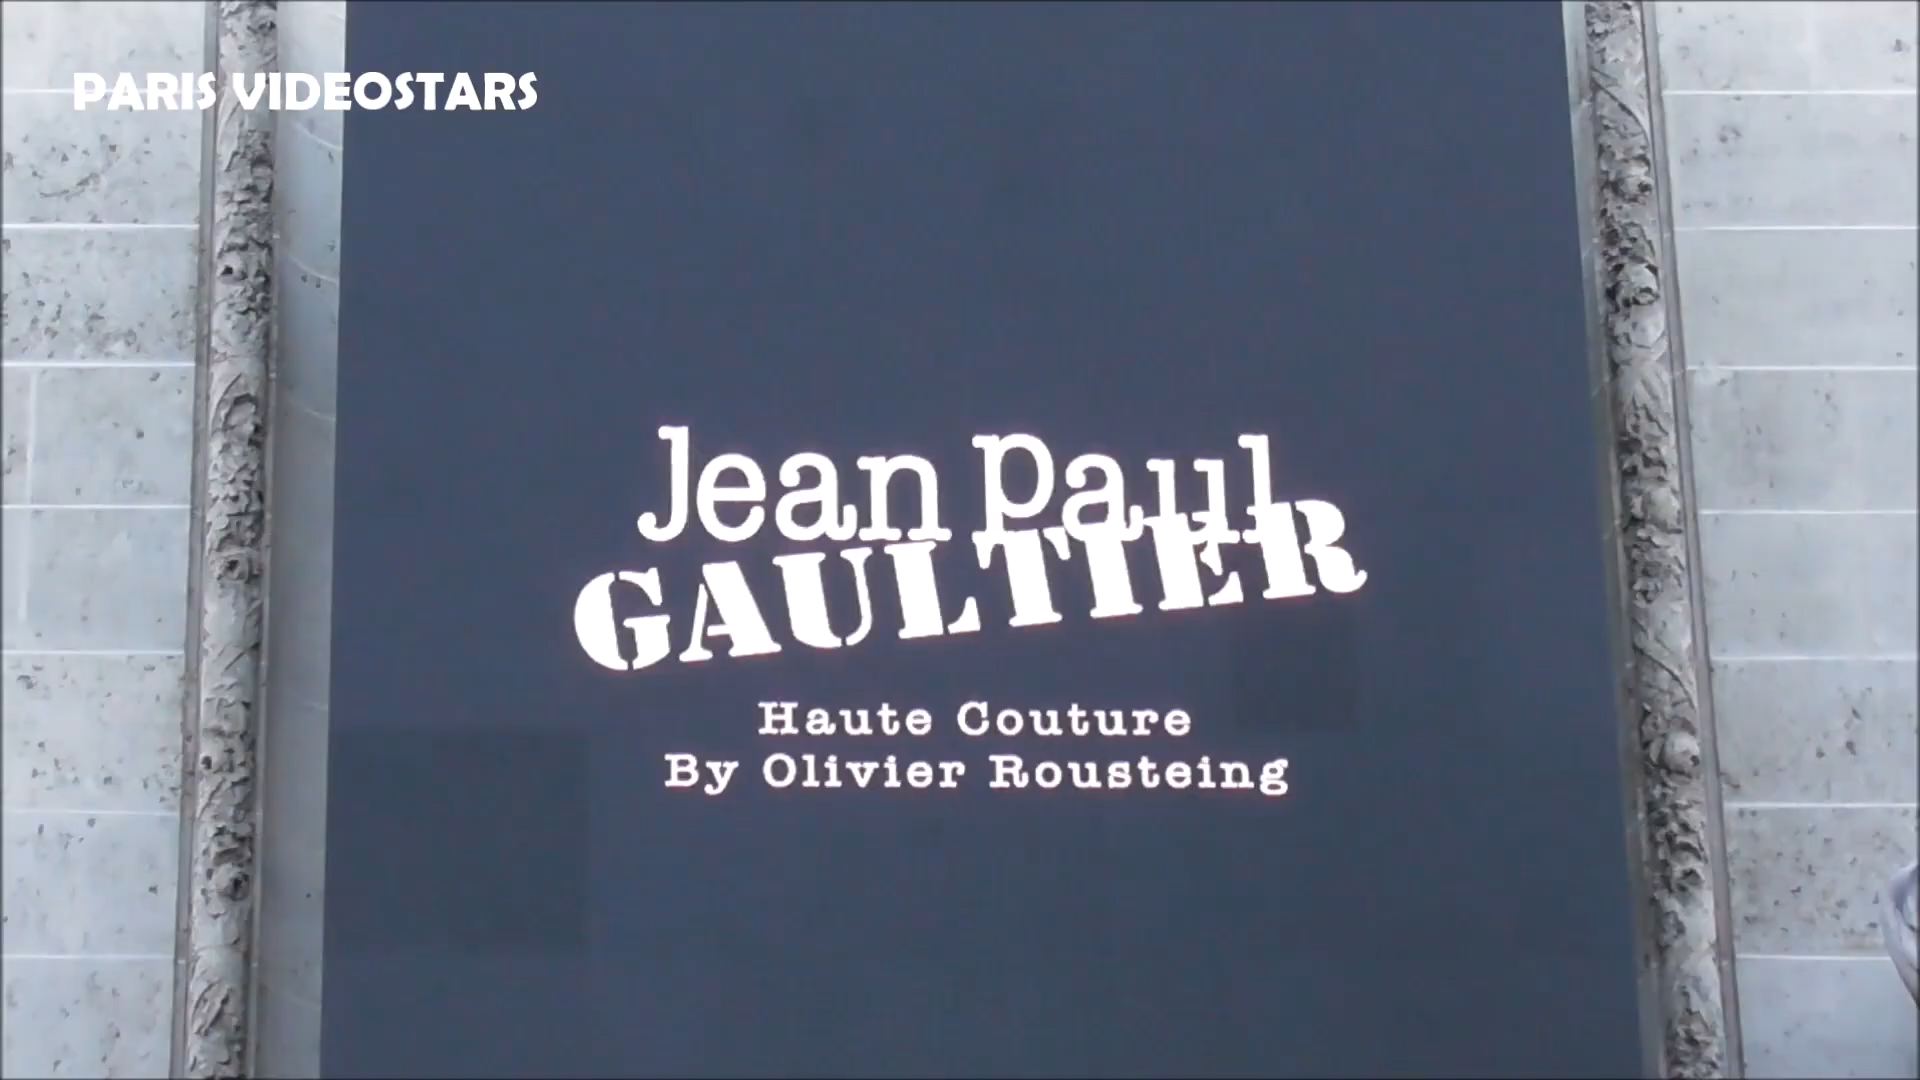 PARIS VIDEOSTARS
Jean Paul
GAULTIER
Haute Couture
By Olivier Rousteing